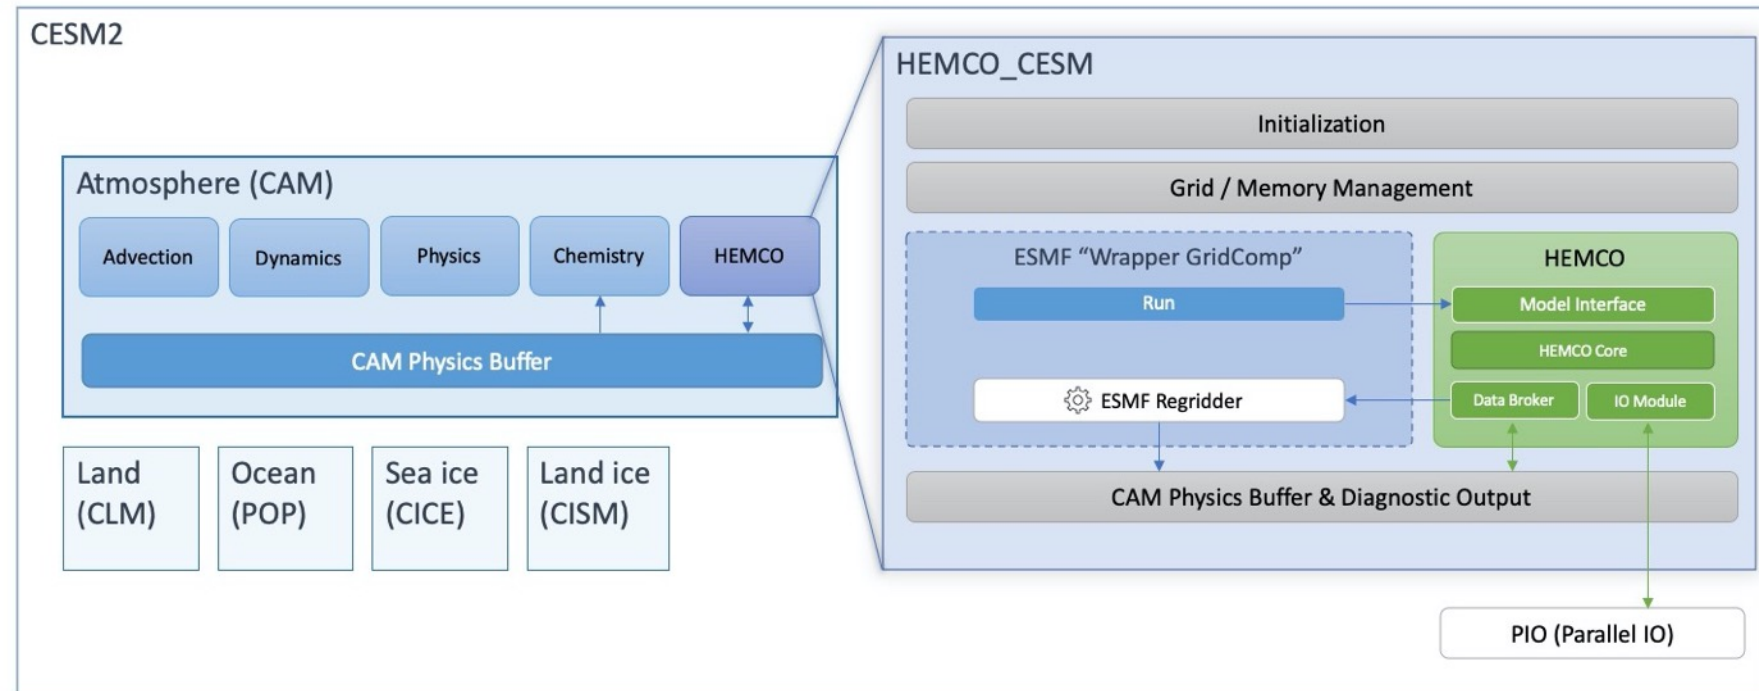 CESM2
Atmosphere (CAM)
Advection
Dynamics
Physics
Chemistry
HEMCO
CAM Physics Buffer
Land
(CLM)
Ocean
(POP)
Sea ice
(CICE)
Land ice
(CISM)
HEMCO_CESM
Initialization
Grid / Memory Management
ESMF “Wrapper GridComp”
Run
ESMF Regridder
HEMCO
Model Interface
HEMCO Core
Data Broker
IO Module
CAM Physics Buffer & Diagnostic Output
PIO (Parallel IO)